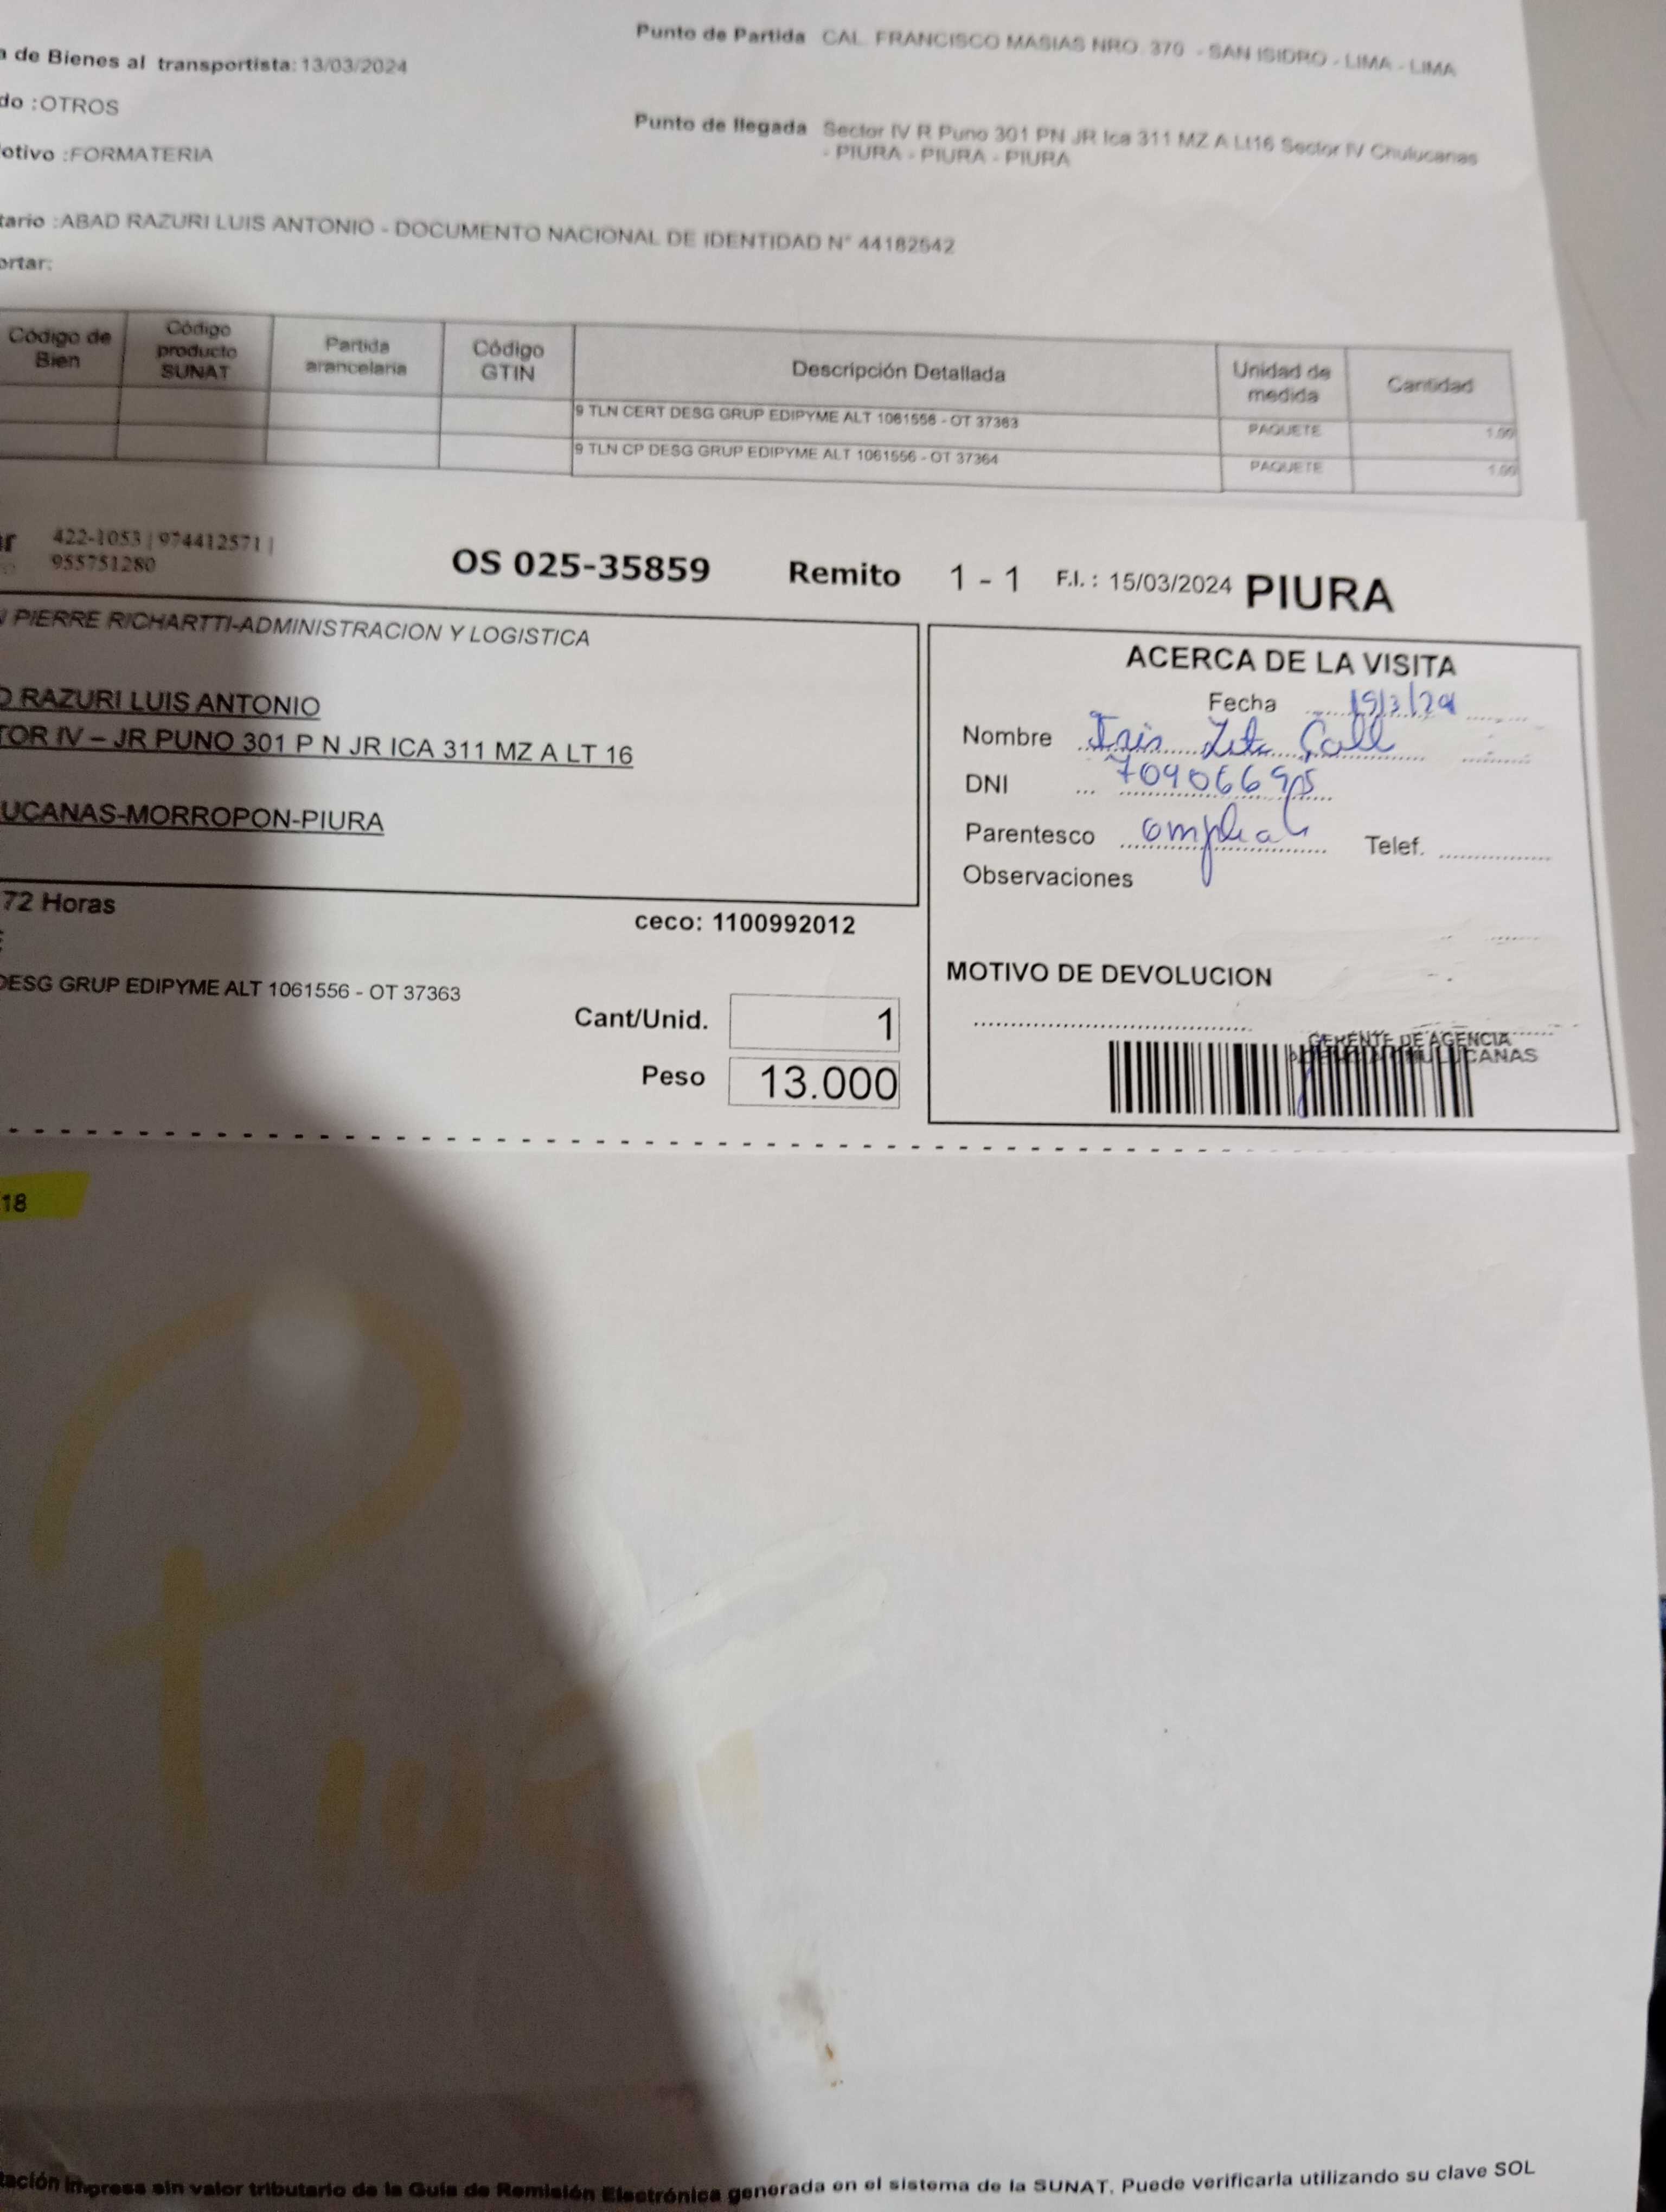 Punto de Partida CAL. FRANCISCO MASIAS NRO. 370 - SAN ISIDRO - LIMA - LIMA
a de Bienes al transportista: 13/03/2024
do :OTROS
Punto de llegada Sector IV R Puno 301 PN JR Ica 311 MZ A Lt16 Sector IV Chulucanas
- PIURA - PIURA - PIURA
otivo :FORMATERIA
tario :ABAD RAZURI LUIS ANTONIO - DOCUMENTO NACIONAL DE IDENTIDAD N° 44182542
ortar:
Código de Bien Código producto SUNAT Partida arancelaria Código GTIN Descripción Detallada Unidad de medida Cantidad
9 TLN CERT DESG GRUP EDIPYME ALT 1061556 - OT 37363 PAQUETE 1.00
9 TLN CP DESG GRUP EDIPYME ALT 1061556 - OT 37364 PAQUETE 1.00
422-1053 | 974412571 |
955751280
OS 025-35859 Remito 1 - 1 F.I. : 15/03/2024 PIURA
PIERRE RICHARTTI-ADMINISTRACION Y LOGISTICA
RAZURI LUIS ANTONIO
TOR IV – JR PUNO 301 P N JR ICA 311 MZ A LT 16
UCANAS-MORROPON-PIURA
72 Horas
ceco: 1100992012
DESG GRUP EDIPYME ALT 1061556 - OT 37363
Cant/Unid. 1
Peso 13.000
ACERCA DE LA VISITA
Fecha 19/3/24
Nombre Iris
DNI
Parentesco
Telef.
Observaciones
MOTIVO DE DEVOLUCION
GERENTE DE AGENCIA
CHULUCANAS
18
tación impresa sin valor tributario de la Guía de Remisión Electrónica generada en el sistema de la SUNAT. Puede verificarla utilizando su clave SOL